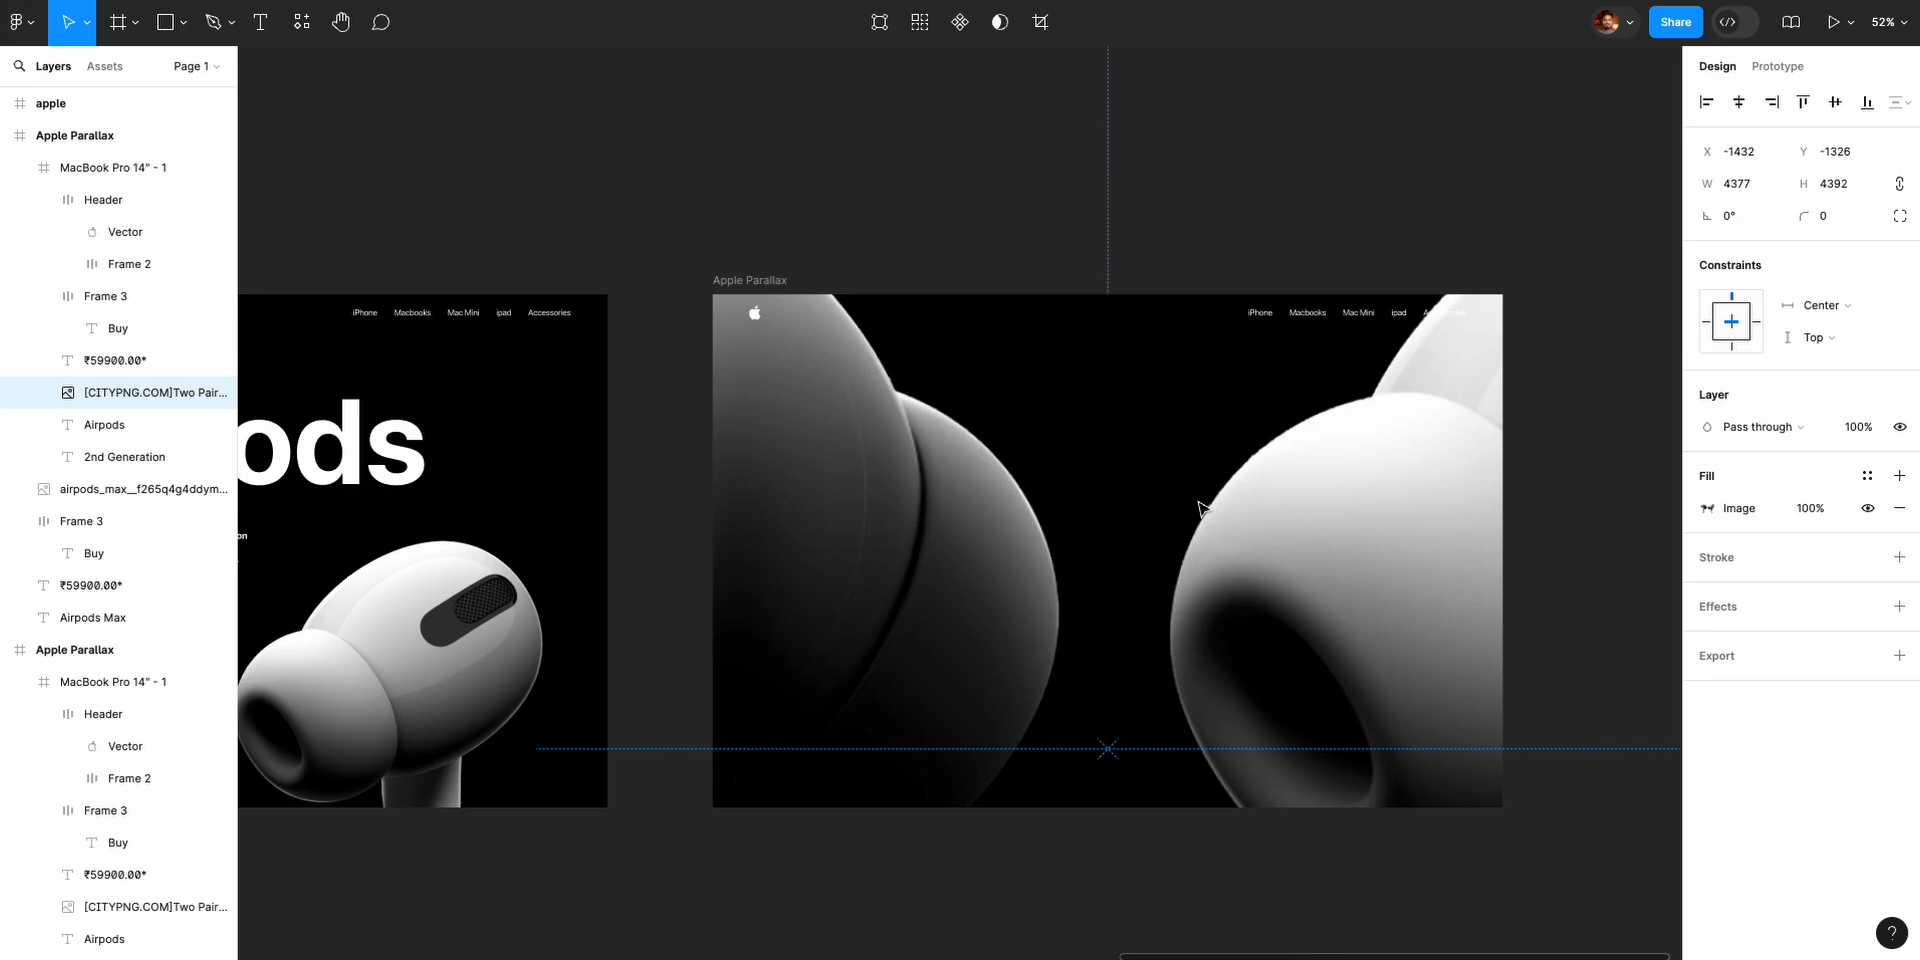 Share
52%
Layers
Assets
Page 1
apple
Apple Parallax
MacBook Pro 14" - 1
Header
Vector
Frame 2
Frame 3
Buy
₹59900.00*
[CITYPNG.COM]Two Pair...
Airpods
2nd Generation
airpods_max__f265q4g4ddym...
Frame 3
Buy
₹59900.00*
Airpods Max
Apple Parallax
MacBook Pro 14" - 1
Header
Vector
Frame 2
Frame 3
Buy
₹59900.00*
[CITYPNG.COM]Two Pair...
Airpods
iPhone Macbooks Mac Mini ipad Accessories
ods
on
Apple Parallax
iPhone Macbooks Mac Mini ipad
Design
Prototype
X -1432 Y -1326
W 4377 H 4392
0° 0
Constraints
Center
Top
Layer
Pass through 100%
Fill
Image 100%
Stroke
Effects
Export
?